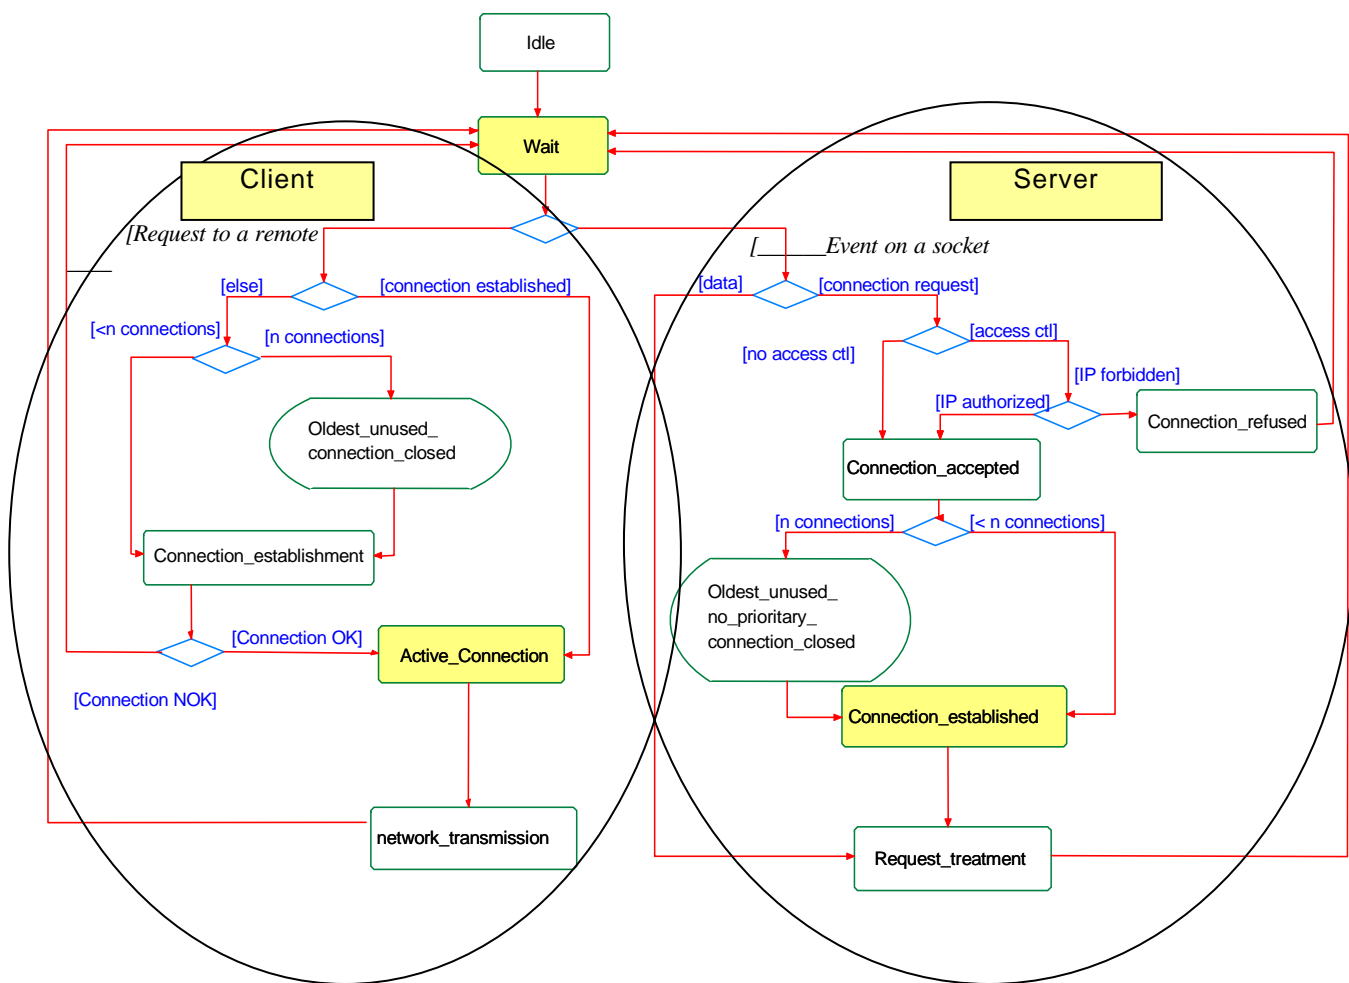 Idle
Wait
Client
Server
[Request to a remote
[______Event on a socket
[else]
[connection established]
[data]
[connection request]
[<n connections]
[n connections]
[no access ctl]
[access ctl]
[IP forbidden]
[IP authorized]
Connection_refused
Oldest_unused_
connection_closed
Connection_accepted
[n connections]
[< n connections]
Connection_establishment
Oldest_unused_
no_prioritary_
connection_closed
[Connection OK]
Active_Connection
[Connection NOK]
Connection_established
network_transmission
Request_treatment